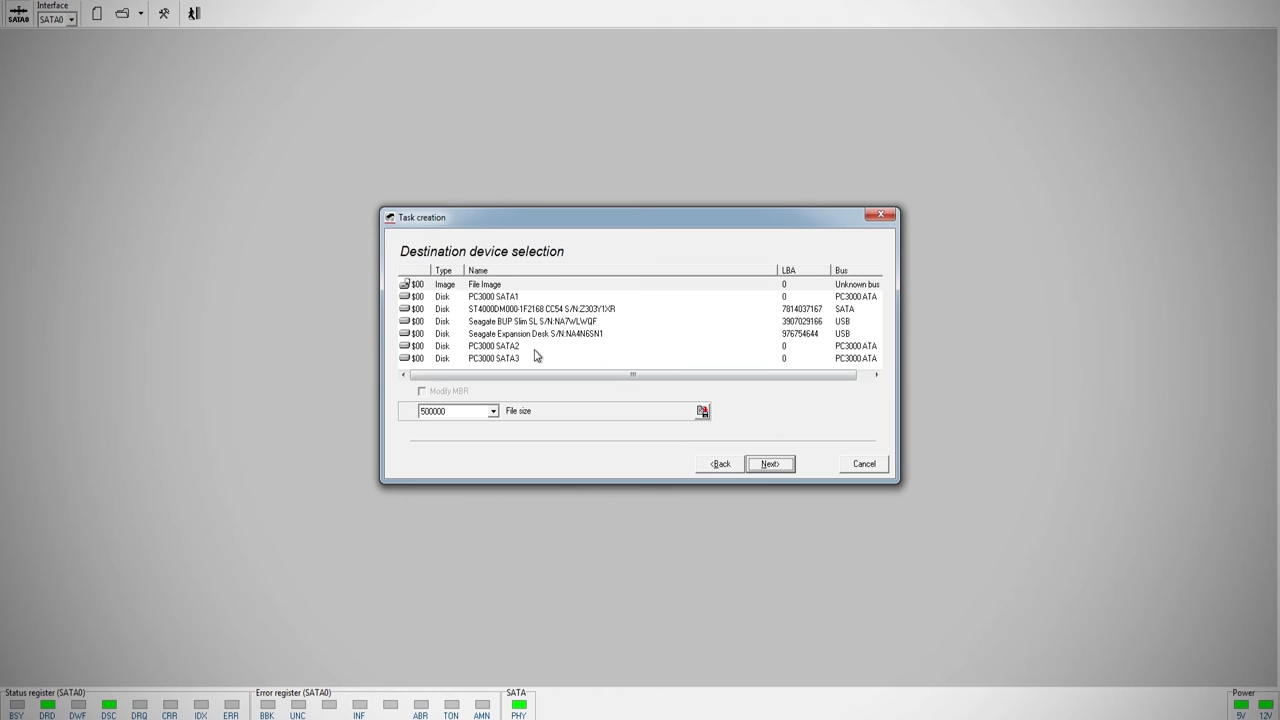 Interface
SATA0 SATA0
Task creation
Destination device selection
Type Name LBA Bus
$00 Image File Image 0 Unknown bus
$00 Disk PC3000 SATA1 0 PC3000 ATA
$00 Disk ST4000DM000-1F2168 CC54 S/N:Z303Y1XR 7814037167 SATA
$00 Disk Seagate BUP Slim SL S/N:NA7WLWQF 3907029166 USB
$00 Disk Seagate Expansion Desk S/N:NA4N6SN1 976754644 USB
$00 Disk PC3000 SATA2 0 PC3000 ATA
$00 Disk PC3000 SATA3 0 PC3000 ATA
Modify MBR
500000 File size
<Back Next> Cancel
Status register (SATA0) Error register (SATA0) SATA Power
BSY DRD DWF DSC DRQ CRR IDX ERR BBK UNC INF ABR TON AMN PHY 5V 12V